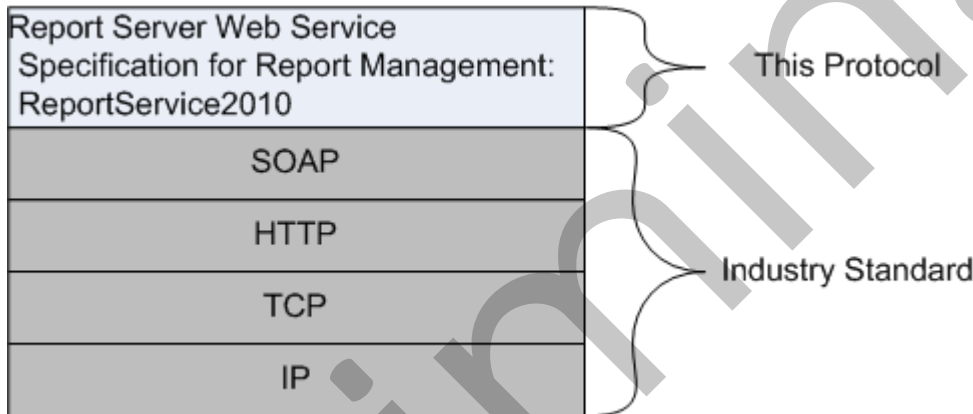 Report Server Web Service
Specification for Report Management:
ReportService2010
This Protocol
SOAP
HTTP
TCP
IP
Industry Standard